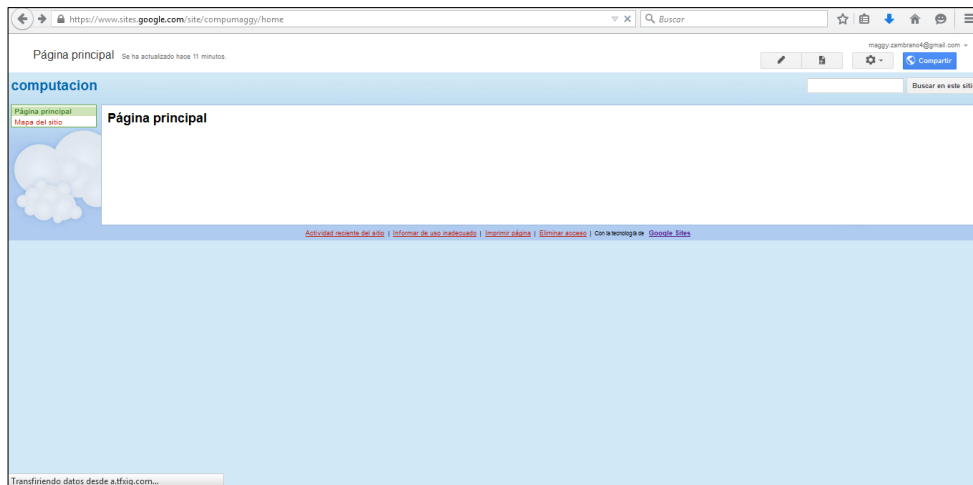 https://www.sites.google.com/site/compumaggy/home
Buscar
maggy.zambrano4@gmail.com
Página principal Se ha actualizado hace 11 minutos.
Compartir
computacion
Buscar en este siti
Página principal
Mapa del sitio
Página principal
Actividad reciente del sitio | Informar de uso inadecuado | Imprimir página | Eliminar acceso | Con la tecnología de Google Sites
Transfiriendo datos desde a.tfxiq.com...